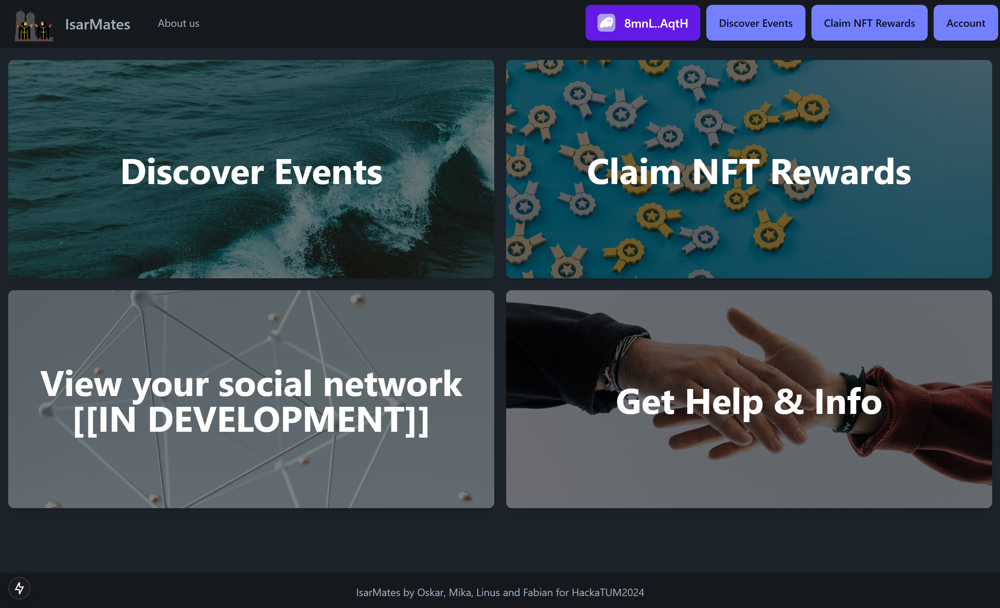 IsarMates
About us
8mnL..AqtH
Discover Events
Claim NFT Rewards
Account
Discover Events
Claim NFT Rewards
View your social network
[[IN DEVELOPMENT]]
Get Help & Info
IsarMates by Oskar, Mika, Linus and Fabian for HackaTUM2024